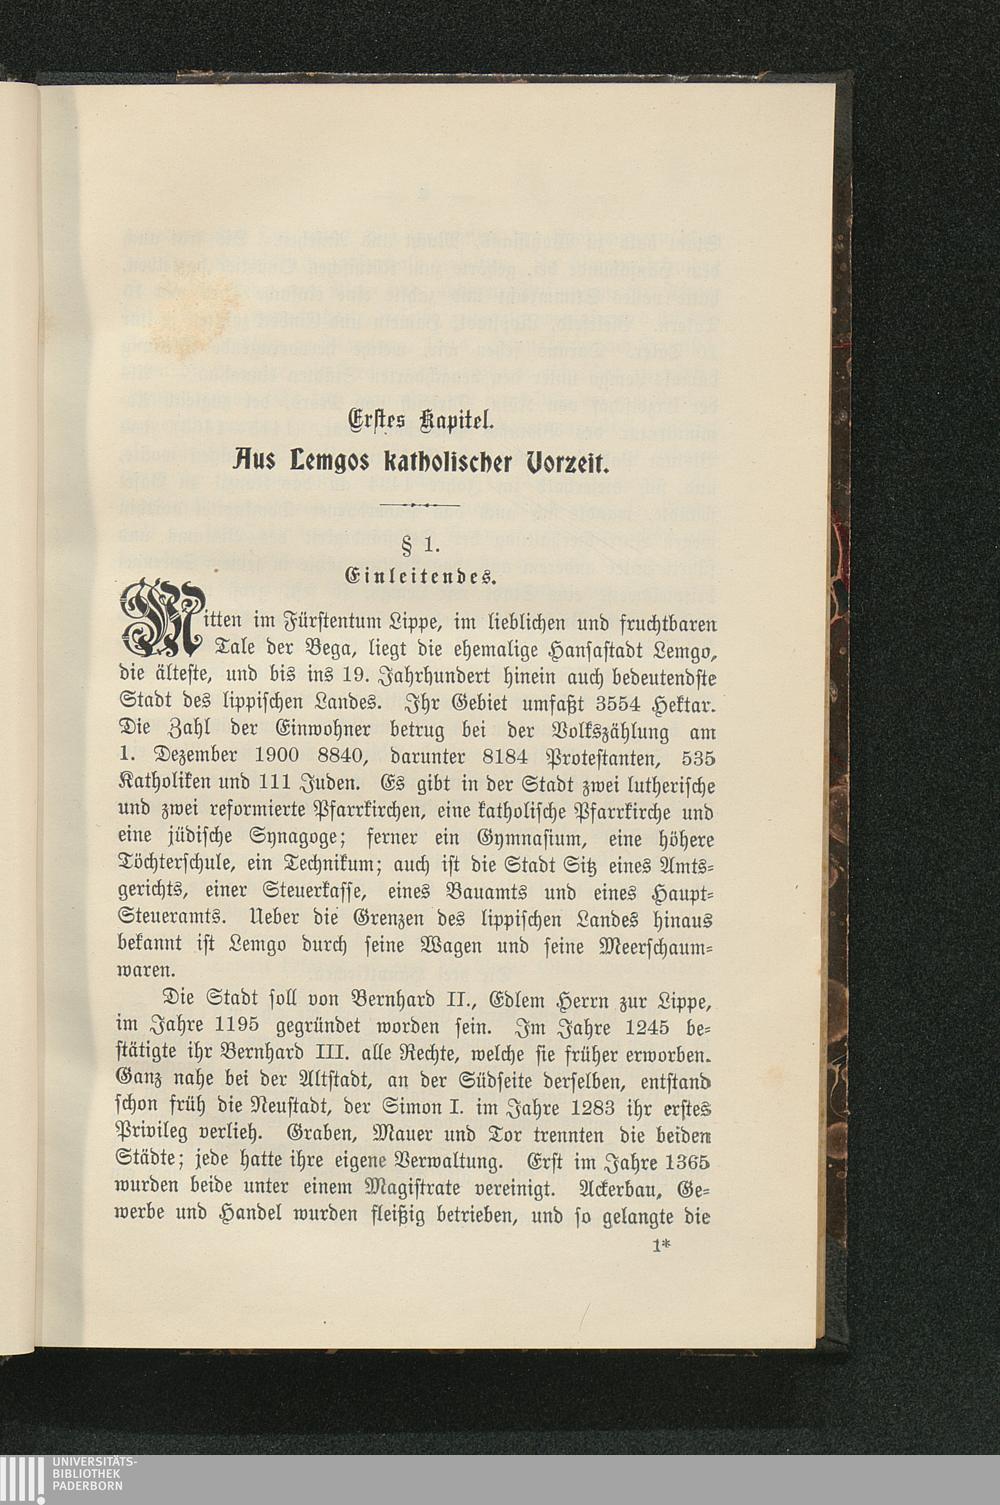 Erstes Kapitel.
Aus Lemgos katholischer Vorzeit.
§ 1.
Einleitendes.
Mitten im Fürstentum Lippe, im lieblichen und fruchtbaren
Tale der Bega, liegt die ehemalige Hansastadt Lemgo,
die älteste, und bis ins 19. Jahrhundert hinein auch bedeutendste
Stadt des lippischen Landes. Ihr Gebiet umfaßt 3554 Hektar.
Die Zahl der Einwohner betrug bei der Volkszählung am
1. Dezember 1900 8840, darunter 8184 Protestanten, 535
Katholiken und 111 Juden. Es gibt in der Stadt zwei lutherische
und zwei reformierte Pfarrkirchen, eine katholische Pfarrkirche und
eine jüdische Synagoge; ferner ein Gymnasium, eine höhere
Töchterschule, ein Technikum; auch ist die Stadt Sitz eines Amts-
gerichts, einer Steuerkasse, eines Bauamts und eines Haupt-
Steueramts. Ueber die Grenzen des lippischen Landes hinaus
bekannt ist Lemgo durch seine Wagen und seine Meerschaum-
waren.
Die Stadt soll von Bernhard II., Edlem Herrn zur Lippe,
im Jahre 1195 gegründet worden sein. Im Jahre 1245 be-
stätigte ihr Bernhard III. alle Rechte, welche sie früher erworben.
Ganz nahe bei der Altstadt, an der Südseite derselben, entstand
schon früh die Neustadt, der Simon I. im Jahre 1283 ihr erstes
Privileg verlieh. Graben, Mauer und Tor trennten die beiden
Städte; jede hatte ihre eigene Verwaltung. Erst im Jahre 1365
wurden beide unter einem Magistrate vereinigt. Ackerbau, Ge-
werbe und Handel wurden fleißig betrieben, und so gelangte die
1*
UNIVERSITÄTS-
BIBLIOTHEK
PADERBORN